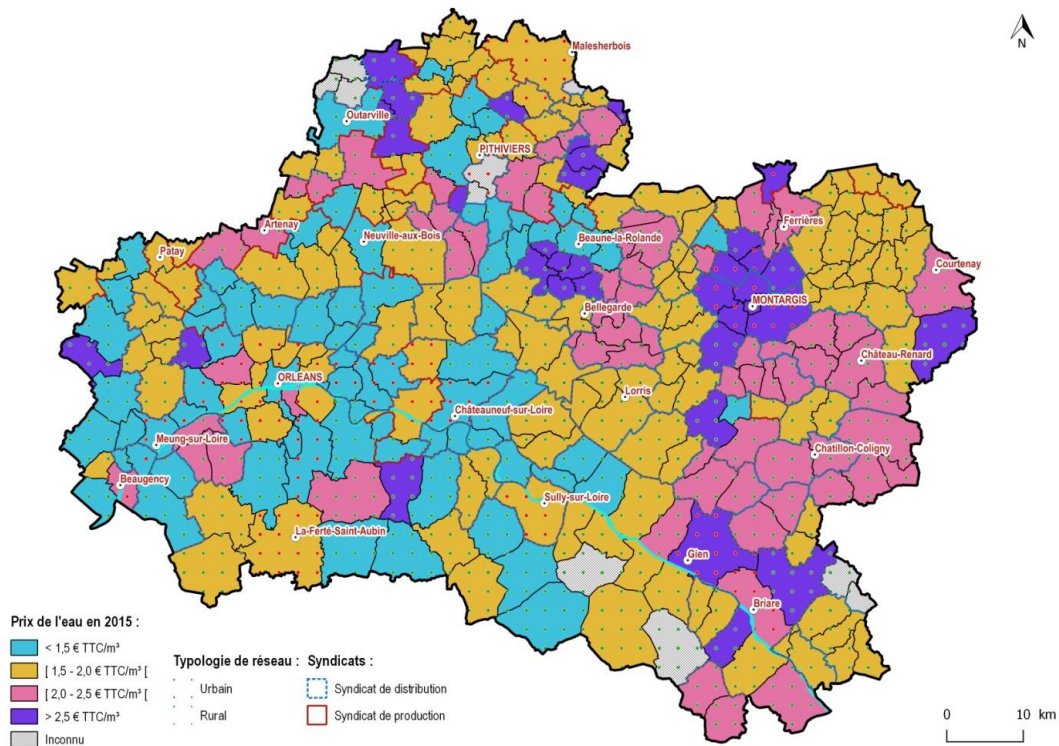 Malesherbois
N
Outarville
PITHIVIERS
Ferrières
Artenay
Neuville-aux-Bois
Beaune-la-Rolande
Patay
Courtenay
MONTARGIS
Bellegarde
Château-Renard
ORLEANS
Lorris
Châteauneuf-sur-Loire
Meung-sur-Loire
Chatillon-Coligny
Beaugency
Sully-sur-Loire
La-Ferté-Saint-Aubin
Gien
Briare
Prix de l'eau en 2015 :
< 1,5 € TTC/m³
[ 1,5 - 2,0 € TTC/m³ [
[ 2,0 - 2,5 € TTC/m³ [
> 2,5 € TTC/m³
Inconnu
Typologie de réseau :
Urbain
Rural
Syndicats :
Syndicat de distribution
Syndicat de production
0 10 km